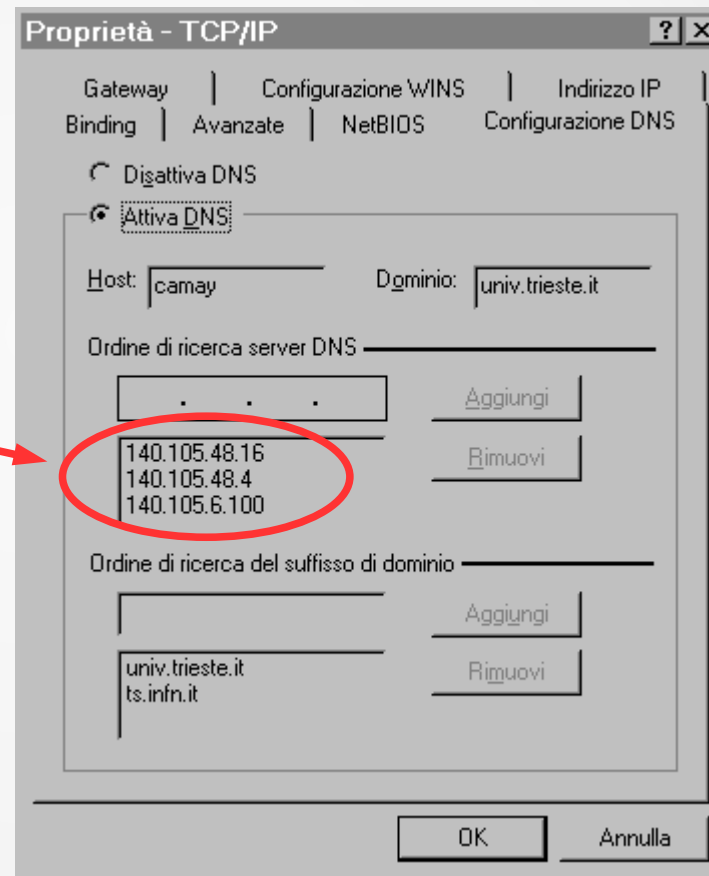 Proprietà - TCP/IP
Gateway Configurazione WINS Indirizzo IP
Binding Avanzate NetBIOS Configurazione DNS
Disattiva DNS
Attiva DNS
Host: camay Dominio: univ.trieste.it
Ordine di ricerca server DNS
. . . Aggiungi
140.105.48.16 Rimuovi
140.105.48.4
140.105.6.100
Ordine di ricerca del suffisso di dominio
Aggiungi
univ.trieste.it Rimuovi
ts.infn.it
OK Annulla